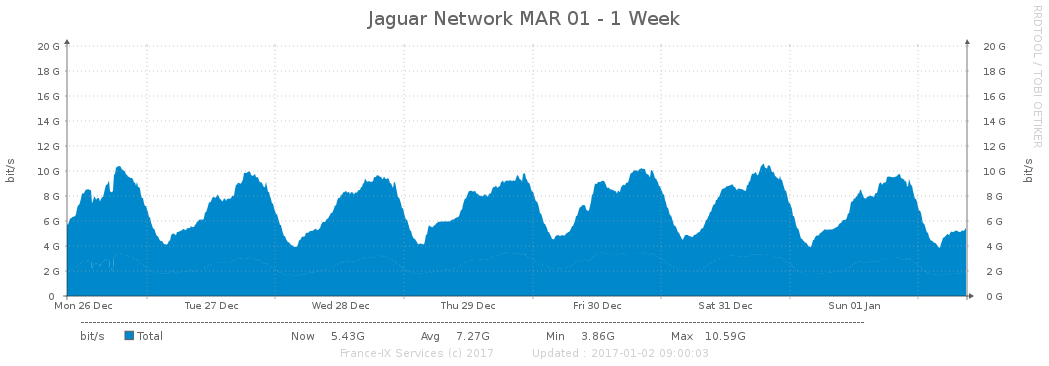 Jaguar Network MAR 01 - 1 Week
RRDTOOL / TOBI OETIKER
bit/s
bit/s
20 G 20 G
18 G 18 G
16 G 16 G
14 G 14 G
12 G 12 G
10 G 10 G
8 G 8 G
6 G 6 G
4 G 4 G
2 G 2 G
0 0 G
Mon 26 Dec Tue 27 Dec Wed 28 Dec Thu 29 Dec Fri 30 Dec Sat 31 Dec Sun 01 Jan
bit/s Total Now 5.43G Avg 7.27G Min 3.86G Max 10.59G
France-IX Services (c) 2017 Updated : 2017-01-02 09:00:03